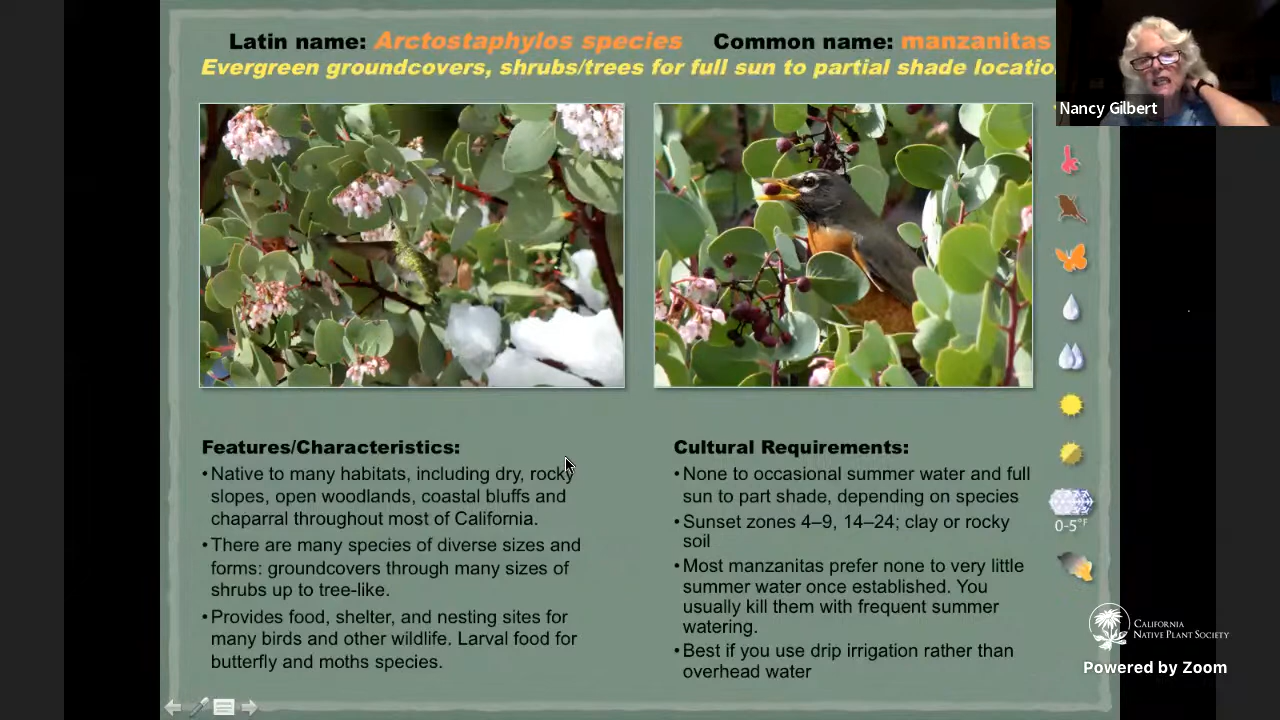 Latin name: Arctostaphylos species Common name: manzanitas
Evergreen groundcovers, shrubs/trees for full sun to partial shade locatio
Nancy Gilbert
Features/Characteristics:
•Native to many habitats, including dry, rocky
slopes, open woodlands, coastal bluffs and
chaparral throughout most of California.
•There are many species of diverse sizes and
forms: groundcovers through many sizes of
shrubs up to tree-like.
•Provides food, shelter, and nesting sites for
many birds and other wildlife. Larval food for
butterfly and moths species.
Cultural Requirements:
•None to occasional summer water and full
sun to part shade, depending on species
•Sunset zones 4–9, 14–24; clay or rocky
soil
•Most manzanitas prefer none to very little
summer water once established. You
usually kill them with frequent summer
watering.
•Best if you use drip irrigation rather than
overhead water
0-5°F
CALIFORNIA
NATIVE PLANT SOCIETY
Powered by Zoom